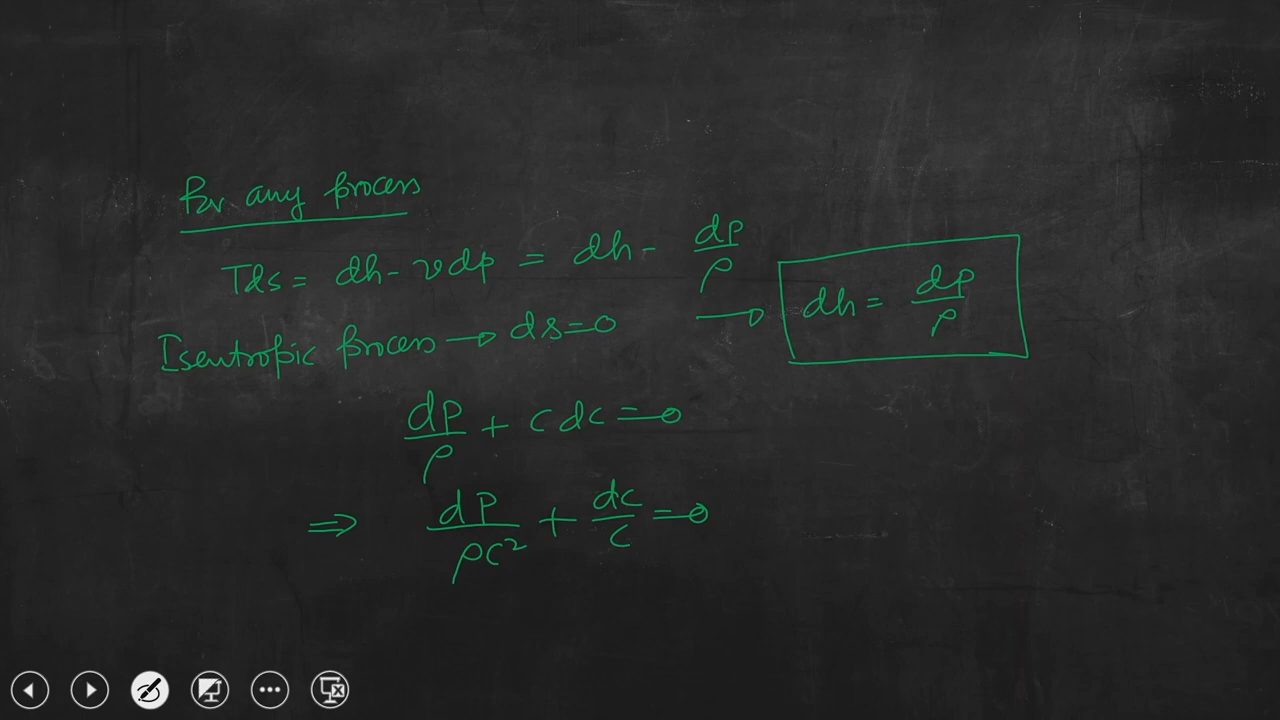 For any process
Tds = dh - vdp = dh - dp/ρ
Isentropic process → ds=0 → dh = dp/ρ
dp/ρ + cdc = 0
⇒ dp/ρc² + dc/c = 0